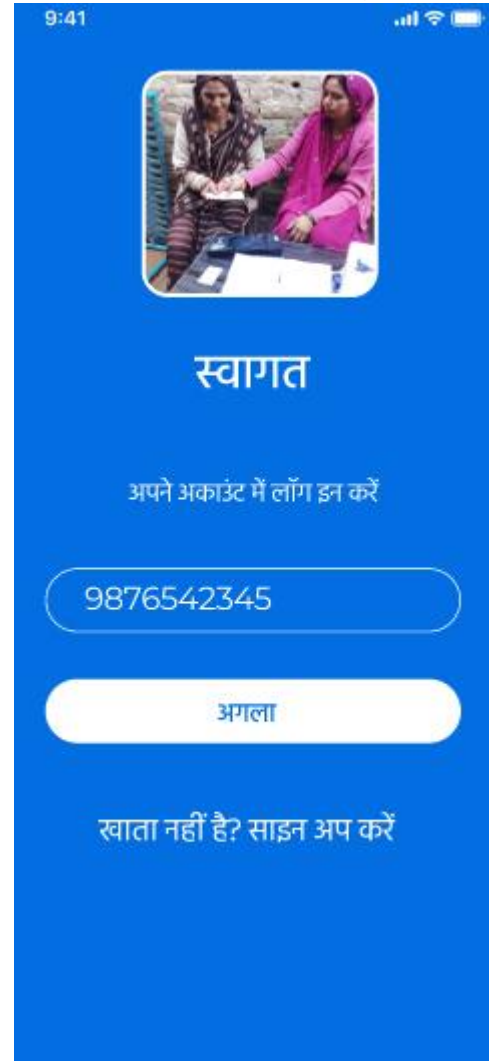 9:41
स्वागत
अपने अकाउंट में लॉग इन करें
9876542345
अगला
खाता नहीं है? साइन अप करें